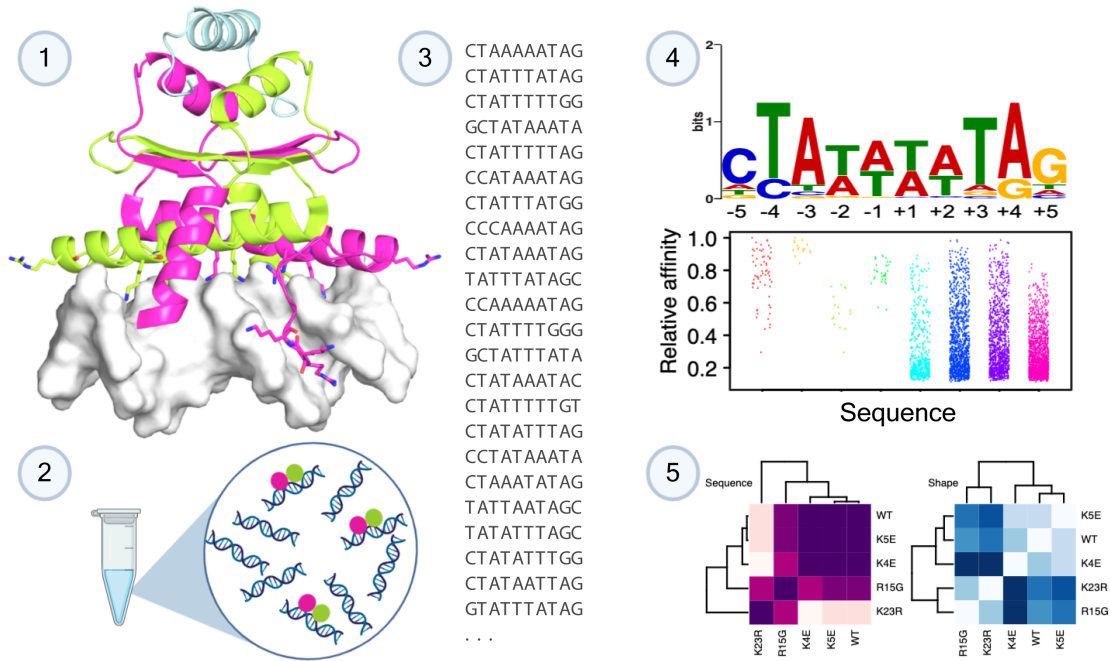 1
2
3
CTAAAAATAG
CTATTTATAG
CTATTTTTGG
GCTATAAATA
CTATTTTTAG
CCATAAATAG
CTATTTATGG
CCCAAAATAG
CTATAAATAG
TATTTATAGC
CCAAAAATAG
CTATTTTGGG
GCTATTTATA
CTATAAATAC
CTATTTTTGT
CTATATTTAG
CCTATAAATA
CTAAATATAG
TATTAATAGC
TATATTTAGC
CTATATTTGG
CTATAATTAG
GTATTTATAG
...
4
2
bits
1
0
CTATATATAG
ATCATTAAGT
-5 -4 -3 -2 -1 +1 +2 +3 +4 +5
Relative affinity
1.0
0.8
0.6
0.4
0.2
Sequence
5
Sequence
WT
K5E
K4E
R15G
K23R
K23R R15G K4E K5E WT
Shape
K5E
WT
K4E
K23R
R15G
R15G K23R K4E WT K5E